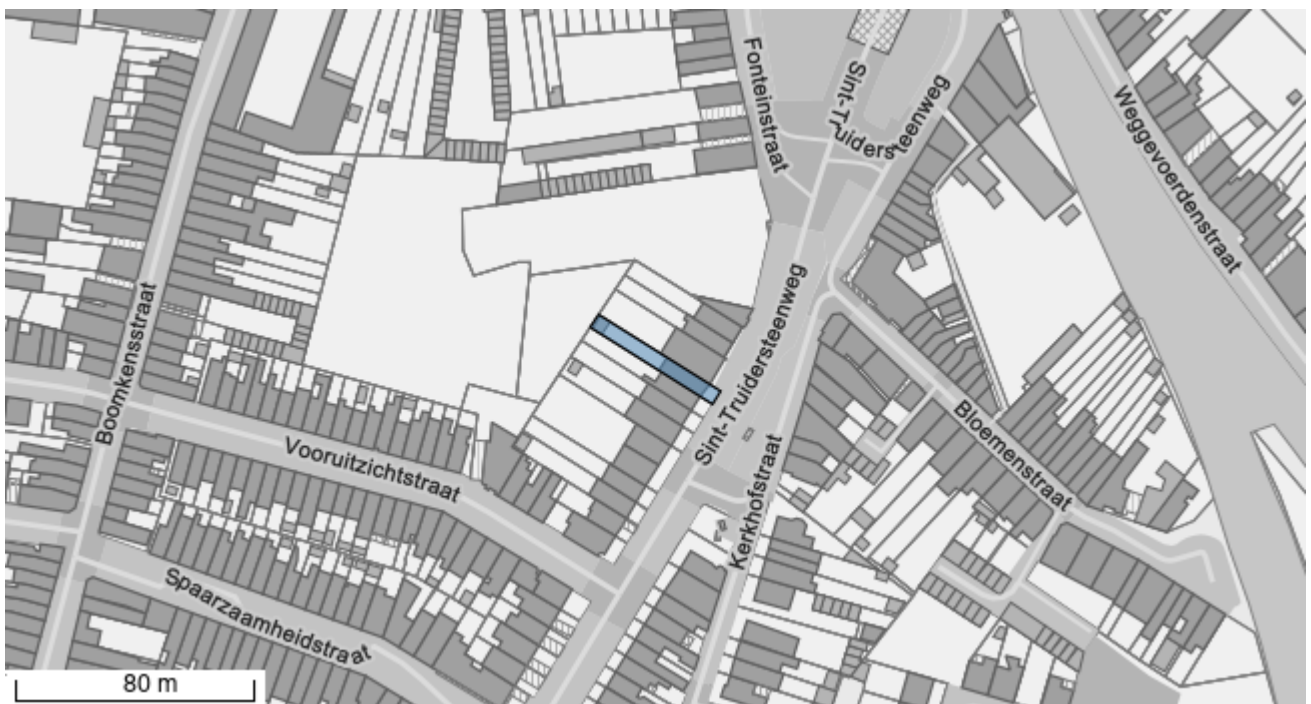 Fonteinstraat
Sint-Truidersteenweg
Weggevoerdenstraat
Boomkensstraat
Sint-Truidersteenweg
Bloemenstraat
Vooruitzichtstraat
Kerkhofstraat
Spaarzaamheidstraat
80 m